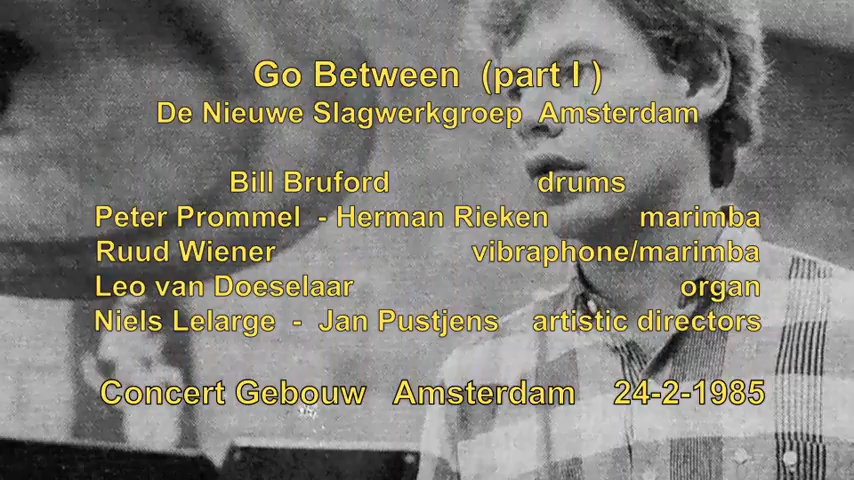 Go Between (part I )
De Nieuwe Slagwerkgroep Amsterdam
Bill Bruford drums
Peter Prommel - Herman Rieken marimba
Ruud Wiener vibraphone/marimba
Leo van Doeselaar organ
Niels Lelarge - Jan Pustjens artistic directors
Concert Gebouw Amsterdam 24-2-1985